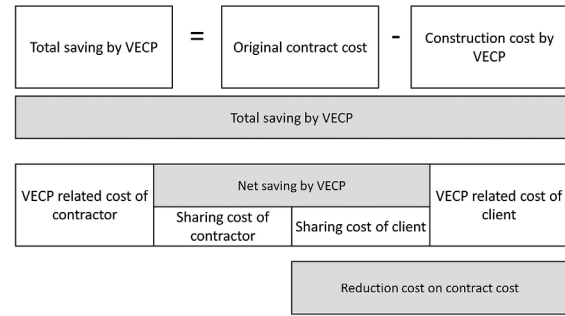 Total saving by VECP
=
Original contract cost
-
Construction cost by
VECP
Total saving by VECP
VECP related cost of
contractor
Net saving by VECP
VECP related cost of
client
Sharing cost of
contractor
Sharing cost of client
Reduction cost on contract cost